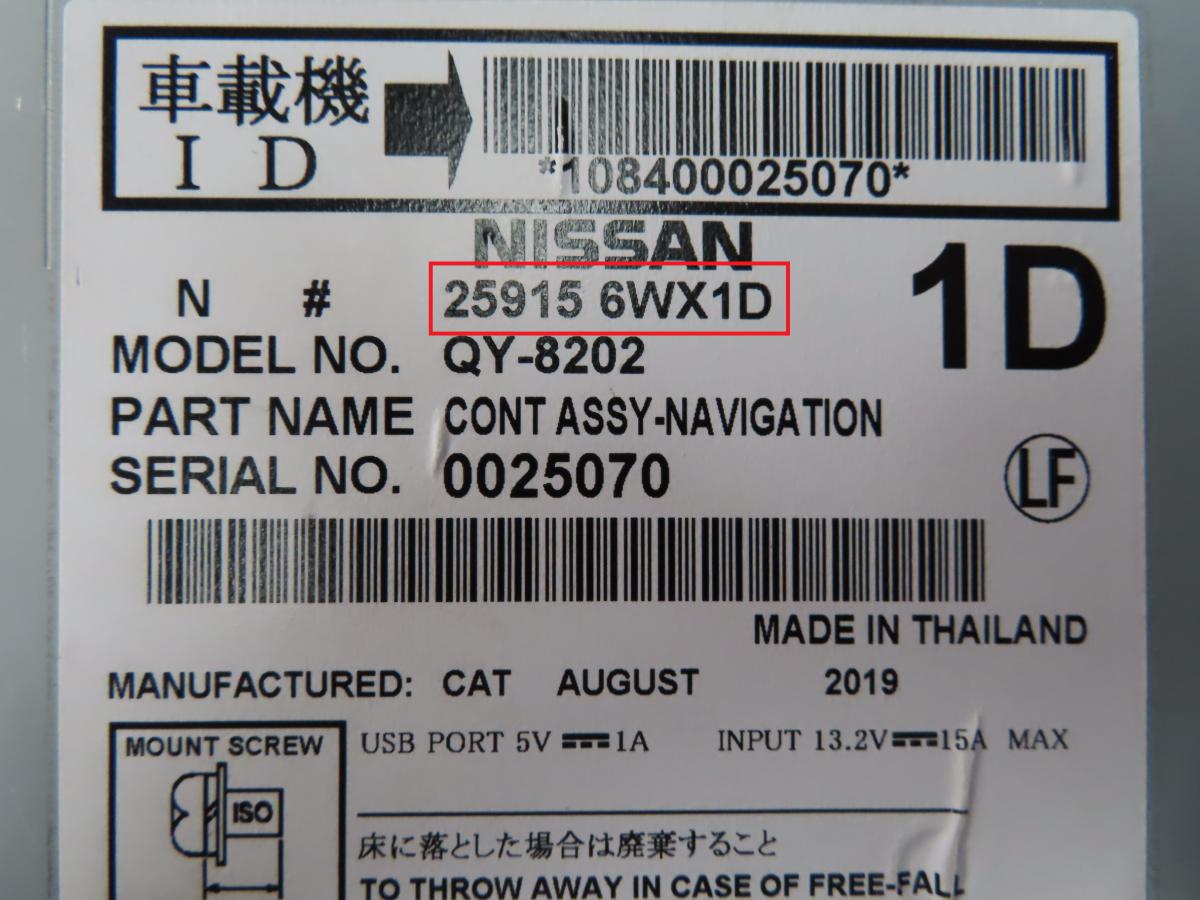 車載機
ID
*108400025070*
NISSAN
N # 25915 6WX1D
1D
MODEL NO. QY-8202
PART NAME CONT ASSY-NAVIGATION
SERIAL NO. 0025070
LF
MADE IN THAILAND
MANUFACTURED: CAT AUGUST 2019
MOUNT SCREW
USB PORT 5V ⎓ 1A INPUT 13.2V⎓15A MAX
ISO
床に落とした場合は廃棄すること
TO THROW AWAY IN CASE OF FREE-FALL